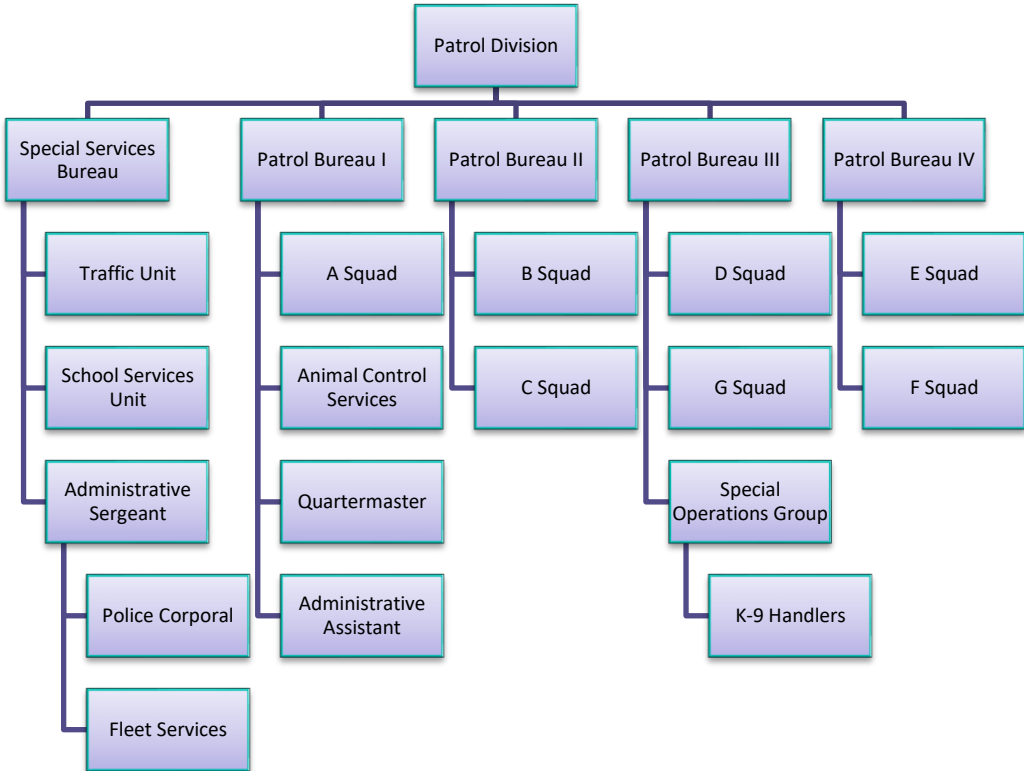 Patrol Division
Special Services
Bureau
Patrol Bureau I
Patrol Bureau II
Patrol Bureau III
Patrol Bureau IV
Traffic Unit
A Squad
B Squad
D Squad
E Squad
School Services
Unit
Animal Control
Services
C Squad
G Squad
F Squad
Administrative
Sergeant
Quartermaster
Special
Operations Group
Police Corporal
Administrative
Assistant
K-9 Handlers
Fleet Services